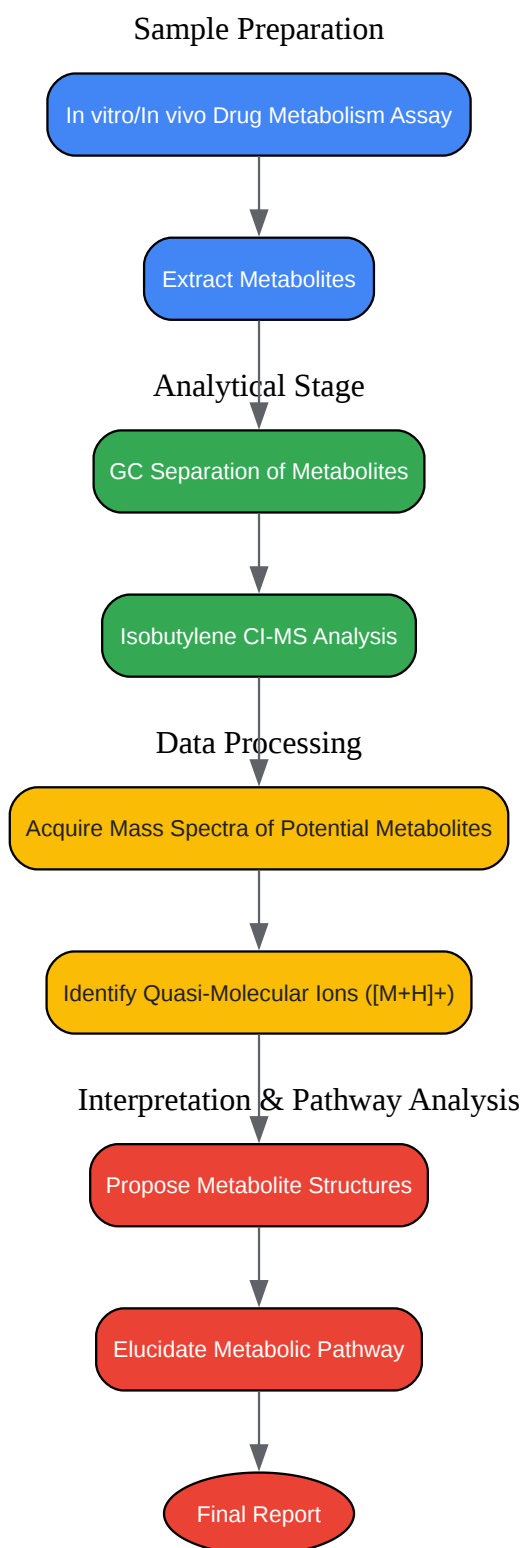 Sample Preparation
In vitro/In vivo Drug Metabolism Assay
Extract Metabolites
Analytical Stage
GC Separation of Metabolites
Isobutylene CI-MS Analysis
Data Processing
Acquire Mass Spectra of Potential Metabolites
Identify Quasi-Molecular Ions ([M+H]+)
Interpretation & Pathway Analysis
Propose Metabolite Structures
Elucidate Metabolic Pathway
Final Report